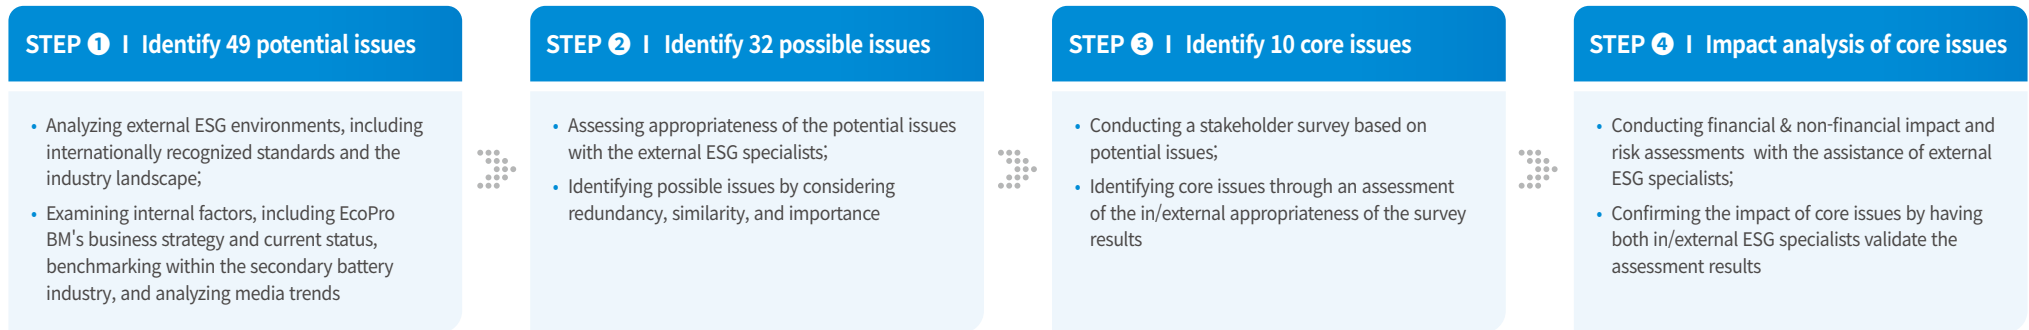 STEP ❶ I Identify 49 potential issues
• Analyzing external ESG environments, including
internationally recognized standards and the
industry landscape;
• Examining internal factors, including EcoPro
BM's business strategy and current status,
benchmarking within the secondary battery
industry, and analyzing media trends
STEP ❷ I Identify 32 possible issues
• Assessing appropriateness of the potential issues
with the external ESG specialists;
• Identifying possible issues by considering
redundancy, similarity, and importance
STEP ❸ I Identify 10 core issues
• Conducting a stakeholder survey based on
potential issues;
• Identifying core issues through an assessment
of the in/external appropriateness of the survey
results
STEP ❹ I Impact analysis of core issues
• Conducting financial & non-financial impact and
risk assessments with the assistance of external
ESG specialists;
• Confirming the impact of core issues by having
both in/external ESG specialists validate the
assessment results